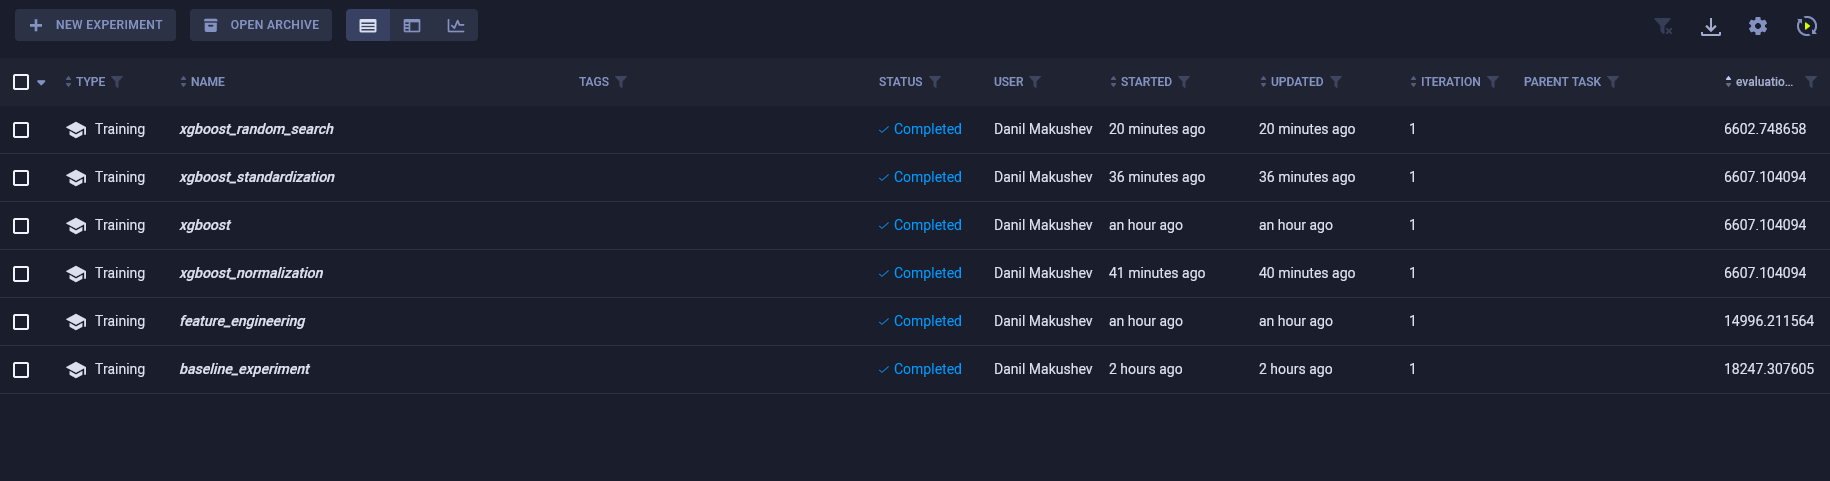 NEW EXPERIMENT OPEN ARCHIVE
TYPE NAME TAGS STATUS USER STARTED UPDATED ITERATION PARENT TASK evaluatio...
Training xgboost_random_search Completed Danil Makushev 20 minutes ago 20 minutes ago 1 6602.748658
Training xgboost_standardization Completed Danil Makushev 36 minutes ago 36 minutes ago 1 6607.104094
Training xgboost Completed Danil Makushev an hour ago an hour ago 1 6607.104094
Training xgboost_normalization Completed Danil Makushev 41 minutes ago 40 minutes ago 1 6607.104094
Training feature_engineering Completed Danil Makushev an hour ago an hour ago 1 14996.211564
Training baseline_experiment Completed Danil Makushev 2 hours ago 2 hours ago 1 18247.307605